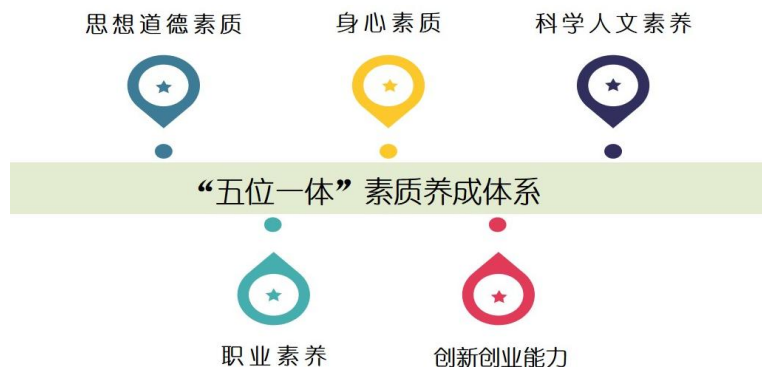 思想道德素质
身心素质
科学人文素养
“五位一体”素质养成体系
职业素养
创新创业能力